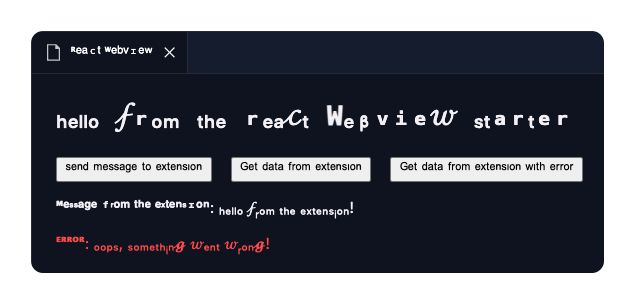 React Webview
hello from the react Weβview starter
send message to extension Get data from extension Get data from extension with error
Message from the extension: hello from the extension!
ERROR: oops, something went wrong!